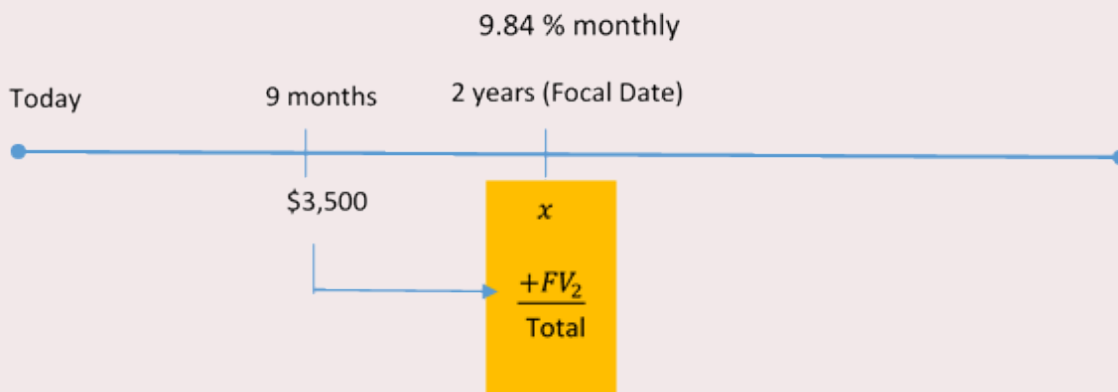 9.84 % monthly
Today 9 months 2 years (Focal Date)
$3,500
x
+FV₂
Total